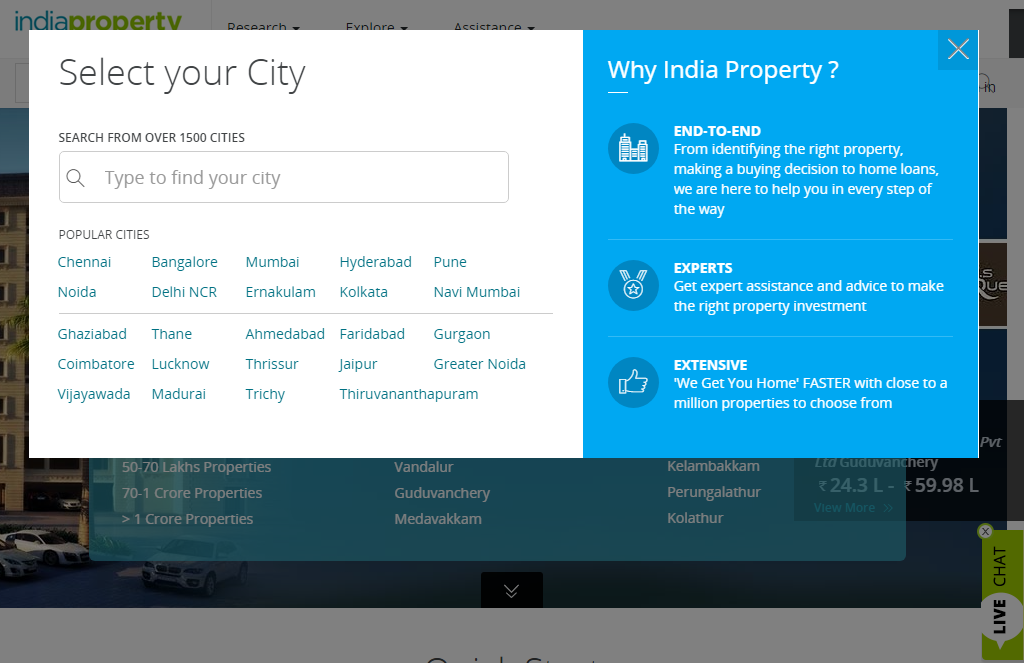 indiaproperty
Research Explore Assistance
Select your City
SEARCH FROM OVER 1500 CITIES
Type to find your city
POPULAR CITIES
Chennai Bangalore Mumbai Hyderabad Pune
Noida Delhi NCR Ernakulam Kolkata Navi Mumbai
Ghaziabad Thane Ahmedabad Faridabad Gurgaon
Coimbatore Lucknow Thrissur Jaipur Greater Noida
Vijayawada Madurai Trichy Thiruvananthapuram
Why India Property ?
END-TO-END
From identifying the right property,
making a buying decision to home loans,
we are here to help you in every step of
the way
EXPERTS
Get expert assistance and advice to make
the right property investment
EXTENSIVE
'We Get You Home' FASTER with close to a
million properties to choose from
in
Pvt
Ltd Guduvanchery
₹ 24.3 L - ₹ 59.98 L
View More »
50-70 Lakhs Properties Vandalur Kelambakkam
70-1 Crore Properties Guduvanchery Perungalathur
> 1 Crore Properties Medavakkam Kolathur
LIVE CHAT